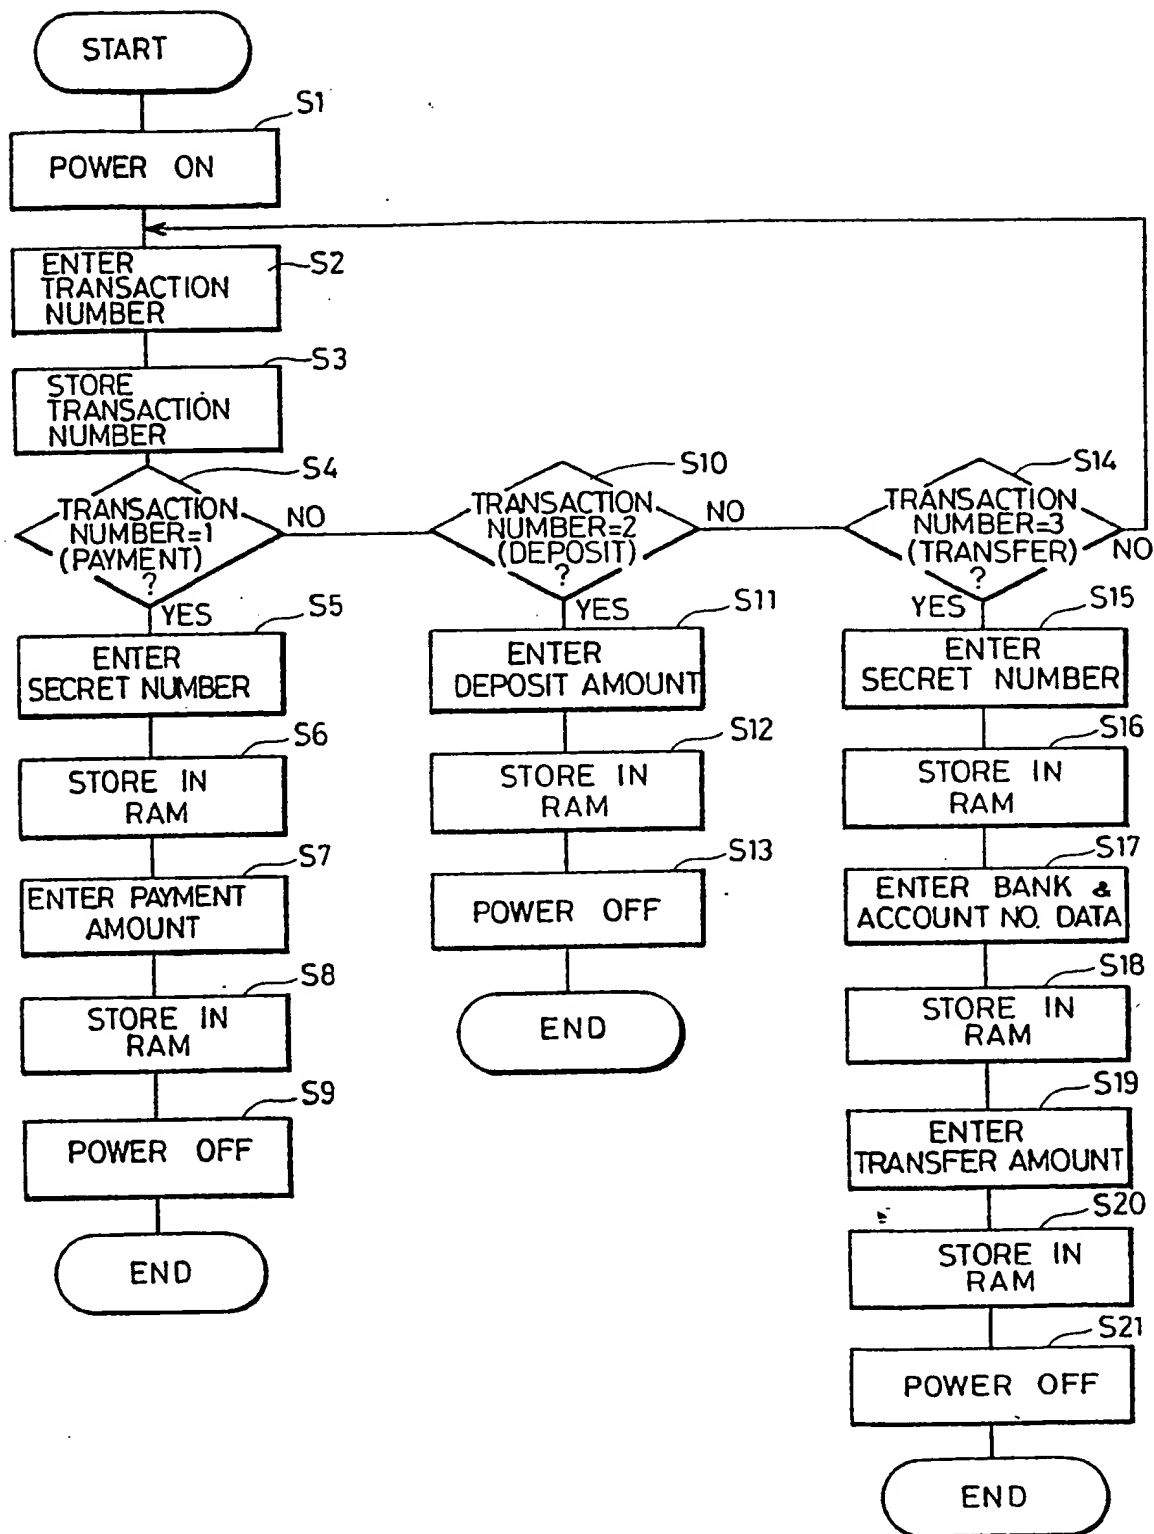 START
S1
POWER ON
S2
ENTER
TRANSACTION
NUMBER
S3
STORE
TRANSACTION
NUMBER
S4
TRANSACTION
NUMBER=1
(PAYMENT)
?
NO
YES
S5
ENTER
SECRET NUMBER
S6
STORE IN
RAM
S7
ENTER PAYMENT
AMOUNT
S8
STORE IN
RAM
S9
POWER OFF
END
S10
TRANSACTION
NUMBER=2
(DEPOSIT)
?
NO
YES
S11
ENTER
DEPOSIT AMOUNT
S12
STORE IN
RAM
S13
POWER OFF
END
S14
TRANSACTION
NUMBER=3
(TRANSFER)
?
NO
YES
S15
ENTER
SECRET NUMBER
S16
STORE IN
RAM
S17
ENTER BANK &
ACCOUNT NO. DATA
S18
STORE IN
RAM
S19
ENTER
TRANSFER AMOUNT
S20
STORE IN
RAM
S21
POWER OFF
END